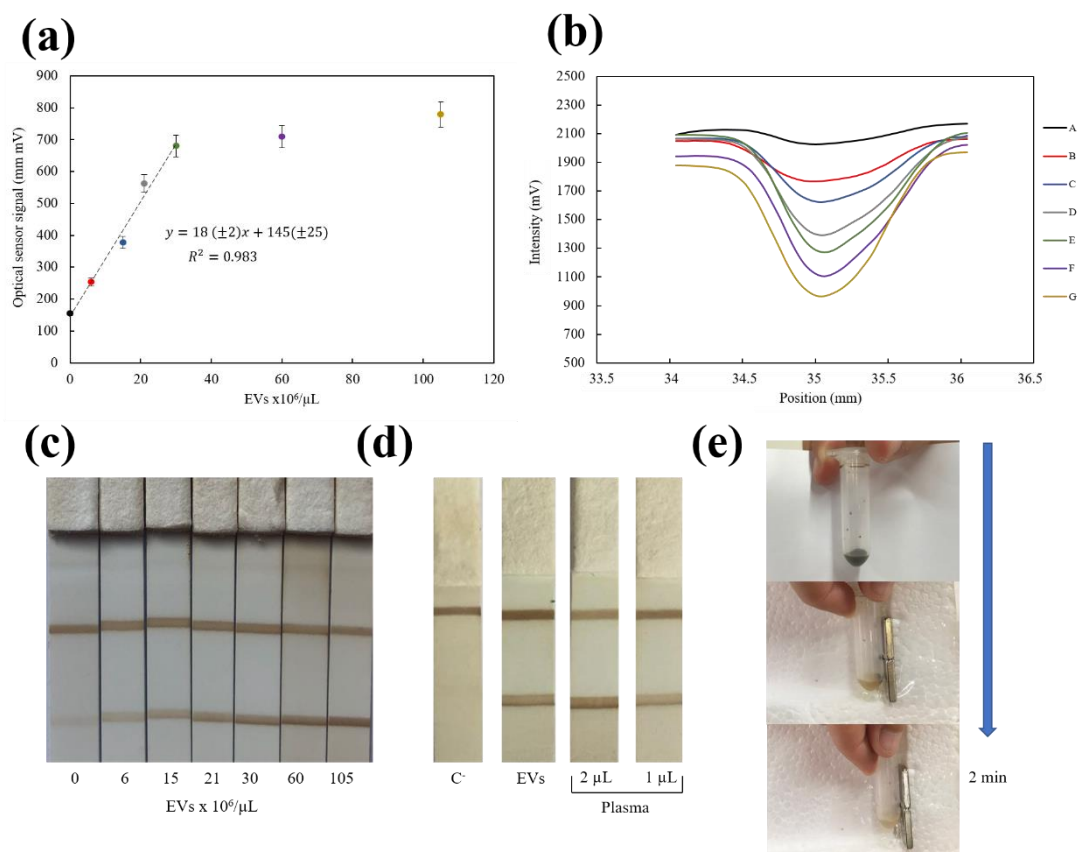 (a)
900
800
700
600
500
400
300
200
100
0
Optical sensor signal (mm mV)
y = 18 (±2)x + 145(±25)
R² = 0.983
0 20 40 60 80 100 120
EVs x10⁶/μL
(b)
2500
2300
2100
1900
1700
1500
1300
1100
900
700
500
Intensity (mV)
33.5 34 34.5 35 35.5 36 36.5
Position (mm)
A
B
C
D
E
F
G
(c)
0 6 15 21 30 60 105
EVs x 10⁶/μL
(d)
C⁻ EVs 2 μL 1 μL
Plasma
(e)
2 min